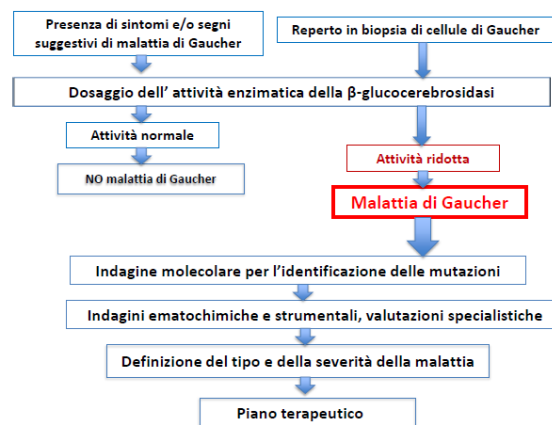 Presenza di sintomi e/o segni
suggestivi di malattia di Gaucher
Reperto in biopsia di cellule di Gaucher
Dosaggio dell’ attività enzimatica della β-glucocerebrosidasi
Attività normale
Attività ridotta
NO malattia di Gaucher
Malattia di Gaucher
Indagine molecolare per l’identificazione delle mutazioni
Indagini ematochimiche e strumentali, valutazioni specialistiche
Definizione del tipo e della severità della malattia
Piano terapeutico